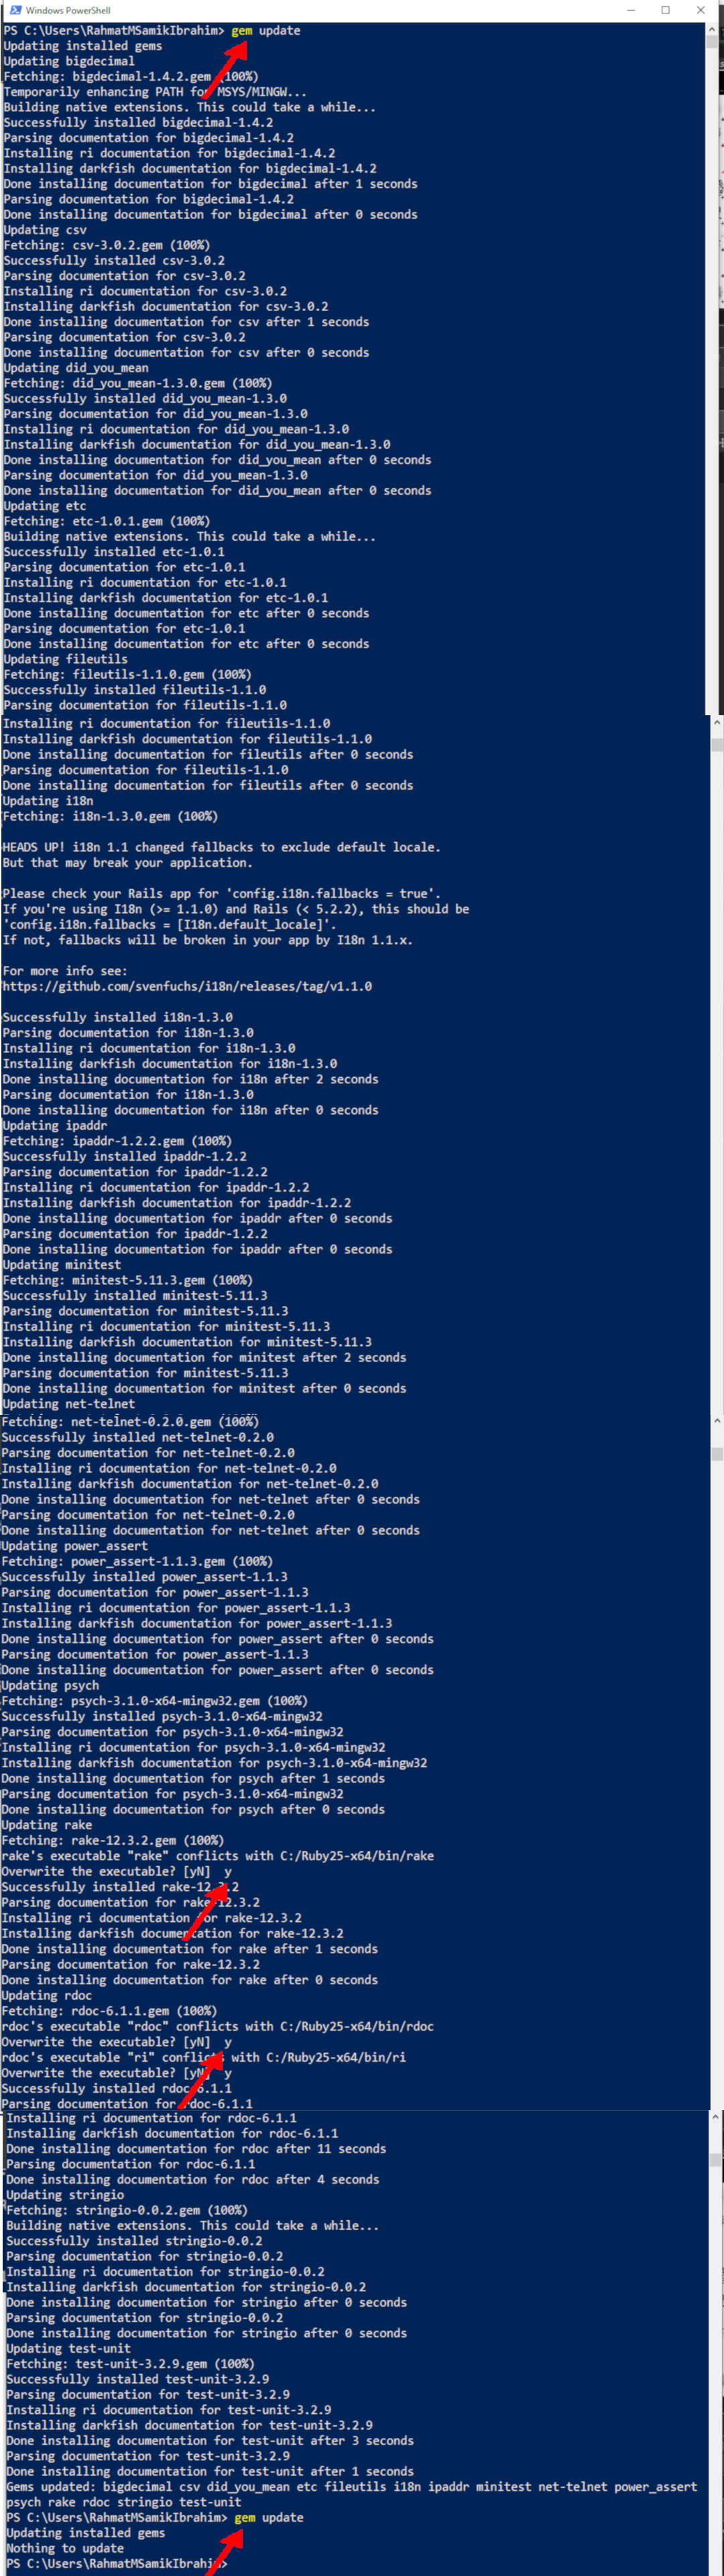 Windows PowerShell
PS C:\Users\RahmatMSamikIbrahim> gem update
Updating installed gems
Updating bigdecimal
Fetching: bigdecimal-1.4.2.gem (100%)
Temporarily enhancing PATH for MSYS/MINGW...
Building native extensions. This could take a while...
Successfully installed bigdecimal-1.4.2
Parsing documentation for bigdecimal-1.4.2
Installing ri documentation for bigdecimal-1.4.2
Installing darkfish documentation for bigdecimal-1.4.2
Done installing documentation for bigdecimal after 1 seconds
Parsing documentation for bigdecimal-1.4.2
Done installing documentation for bigdecimal after 0 seconds
Updating csv
Fetching: csv-3.0.2.gem (100%)
Successfully installed csv-3.0.2
Parsing documentation for csv-3.0.2
Installing ri documentation for csv-3.0.2
Installing darkfish documentation for csv-3.0.2
Done installing documentation for csv after 1 seconds
Parsing documentation for csv-3.0.2
Done installing documentation for csv after 0 seconds
Updating did_you_mean
Fetching: did_you_mean-1.3.0.gem (100%)
Successfully installed did_you_mean-1.3.0
Parsing documentation for did_you_mean-1.3.0
Installing ri documentation for did_you_mean-1.3.0
Installing darkfish documentation for did_you_mean-1.3.0
Done installing documentation for did_you_mean after 0 seconds
Parsing documentation for did_you_mean-1.3.0
Done installing documentation for did_you_mean after 0 seconds
Updating etc
Fetching: etc-1.0.1.gem (100%)
Building native extensions. This could take a while...
Successfully installed etc-1.0.1
Parsing documentation for etc-1.0.1
Installing ri documentation for etc-1.0.1
Installing darkfish documentation for etc-1.0.1
Done installing documentation for etc after 0 seconds
Parsing documentation for etc-1.0.1
Done installing documentation for etc after 0 seconds
Updating fileutils
Fetching: fileutils-1.1.0.gem (100%)
Successfully installed fileutils-1.1.0
Parsing documentation for fileutils-1.1.0
Installing ri documentation for fileutils-1.1.0
Installing darkfish documentation for fileutils-1.1.0
Done installing documentation for fileutils after 0 seconds
Parsing documentation for fileutils-1.1.0
Done installing documentation for fileutils after 0 seconds
Updating i18n
Fetching: i18n-1.3.0.gem (100%)
HEADS UP! i18n 1.1 changed fallbacks to exclude default locale.
But that may break your application.
Please check your Rails app for 'config.i18n.fallbacks = true'.
If you're using I18n (>= 1.1.0) and Rails (< 5.2.2), this should be
'config.i18n.fallbacks = [I18n.default_locale]'.
If not, fallbacks will be broken in your app by I18n 1.1.x.
For more info see:
https://github.com/svenfuchs/i18n/releases/tag/v1.1.0
Successfully installed i18n-1.3.0
Parsing documentation for i18n-1.3.0
Installing ri documentation for i18n-1.3.0
Installing darkfish documentation for i18n-1.3.0
Done installing documentation for i18n after 2 seconds
Parsing documentation for i18n-1.3.0
Done installing documentation for i18n after 0 seconds
Updating ipaddr
Fetching: ipaddr-1.2.2.gem (100%)
Successfully installed ipaddr-1.2.2
Parsing documentation for ipaddr-1.2.2
Installing ri documentation for ipaddr-1.2.2
Installing darkfish documentation for ipaddr-1.2.2
Done installing documentation for ipaddr after 0 seconds
Parsing documentation for ipaddr-1.2.2
Done installing documentation for ipaddr after 0 seconds
Updating minitest
Fetching: minitest-5.11.3.gem (100%)
Successfully installed minitest-5.11.3
Parsing documentation for minitest-5.11.3
Installing ri documentation for minitest-5.11.3
Installing darkfish documentation for minitest-5.11.3
Done installing documentation for minitest after 2 seconds
Parsing documentation for minitest-5.11.3
Done installing documentation for minitest after 0 seconds
Updating net-telnet
Fetching: net-telnet-0.2.0.gem (100%)
Successfully installed net-telnet-0.2.0
Parsing documentation for net-telnet-0.2.0
Installing ri documentation for net-telnet-0.2.0
Installing darkfish documentation for net-telnet-0.2.0
Done installing documentation for net-telnet after 0 seconds
Parsing documentation for net-telnet-0.2.0
Done installing documentation for net-telnet after 0 seconds
Updating power_assert
Fetching: power_assert-1.1.3.gem (100%)
Successfully installed power_assert-1.1.3
Parsing documentation for power_assert-1.1.3
Installing ri documentation for power_assert-1.1.3
Installing darkfish documentation for power_assert-1.1.3
Done installing documentation for power_assert after 0 seconds
Parsing documentation for power_assert-1.1.3
Done installing documentation for power_assert after 0 seconds
Updating psych
Fetching: psych-3.1.0-x64-mingw32.gem (100%)
Successfully installed psych-3.1.0-x64-mingw32
Parsing documentation for psych-3.1.0-x64-mingw32
Installing ri documentation for psych-3.1.0-x64-mingw32
Installing darkfish documentation for psych-3.1.0-x64-mingw32
Done installing documentation for psych after 1 seconds
Parsing documentation for psych-3.1.0-x64-mingw32
Done installing documentation for psych after 0 seconds
Updating rake
Fetching: rake-12.3.2.gem (100%)
rake's executable "rake" conflicts with C:/Ruby25-x64/bin/rake
Overwrite the executable? [yN]  y
Successfully installed rake-12.3.2
Parsing documentation for rake-12.3.2
Installing ri documentation for rake-12.3.2
Installing darkfish documentation for rake-12.3.2
Done installing documentation for rake after 1 seconds
Parsing documentation for rake-12.3.2
Done installing documentation for rake after 0 seconds
Updating rdoc
Fetching: rdoc-6.1.1.gem (100%)
rdoc's executable "rdoc" conflicts with C:/Ruby25-x64/bin/rdoc
Overwrite the executable? [yN]  y
rdoc's executable "ri" conflicts with C:/Ruby25-x64/bin/ri
Overwrite the executable? [yN]  y
Successfully installed rdoc-6.1.1
Parsing documentation for rdoc-6.1.1
Installing ri documentation for rdoc-6.1.1
Installing darkfish documentation for rdoc-6.1.1
Done installing documentation for rdoc after 11 seconds
Parsing documentation for rdoc-6.1.1
Done installing documentation for rdoc after 4 seconds
Updating stringio
Fetching: stringio-0.0.2.gem (100%)
Building native extensions. This could take a while...
Successfully installed stringio-0.0.2
Parsing documentation for stringio-0.0.2
Installing ri documentation for stringio-0.0.2
Installing darkfish documentation for stringio-0.0.2
Done installing documentation for stringio after 0 seconds
Parsing documentation for stringio-0.0.2
Done installing documentation for stringio after 0 seconds
Updating test-unit
Fetching: test-unit-3.2.9.gem (100%)
Successfully installed test-unit-3.2.9
Parsing documentation for test-unit-3.2.9
Installing ri documentation for test-unit-3.2.9
Installing darkfish documentation for test-unit-3.2.9
Done installing documentation for test-unit after 3 seconds
Parsing documentation for test-unit-3.2.9
Done installing documentation for test-unit after 1 seconds
Gems updated: bigdecimal csv did_you_mean etc fileutils i18n ipaddr minitest net-telnet power_assert
psych rake rdoc stringio test-unit
PS C:\Users\RahmatMSamikIbrahim> gem update
Updating installed gems
Nothing to update
PS C:\Users\RahmatMSamikIbrahim>